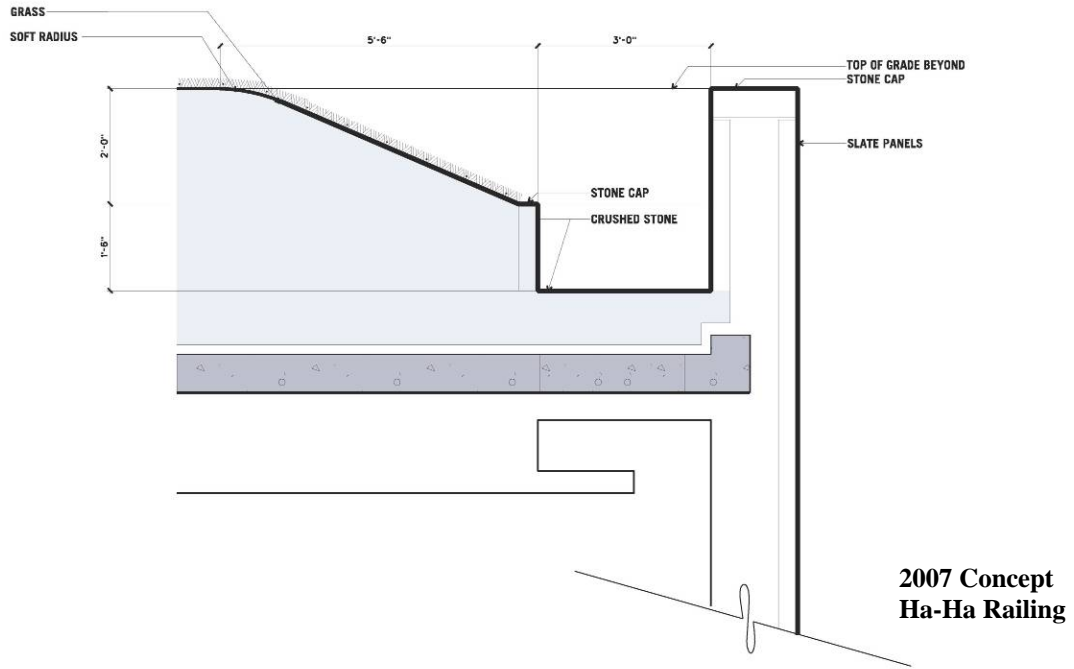 GRASS
SOFT RADIUS
5'-6"
3'-0"
TOP OF GRADE BEYOND
STONE CAP
2'-0"
SLATE PANELS
STONE CAP
CRUSHED STONE
1'-6"
2007 Concept
Ha-Ha Railing